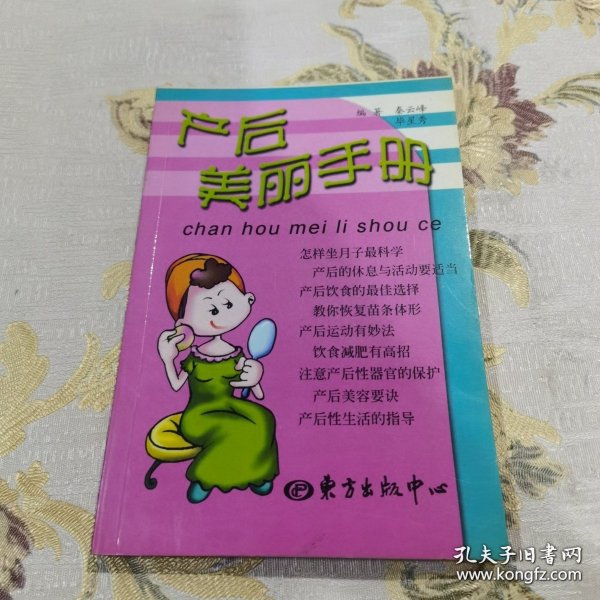 编著 秦云峰
毕星秀
产后
美丽手册
chan hou mei li shou ce
怎样坐月子最科学
产后的休息与活动要适当
产后饮食的最佳选择
教你恢复苗条体形
产后运动有妙法
饮食减肥有高招
注意产后性器官的保护
产后美容要诀
产后性生活的指导
东方出版中心
孔夫子旧书网
www.kongfz.com